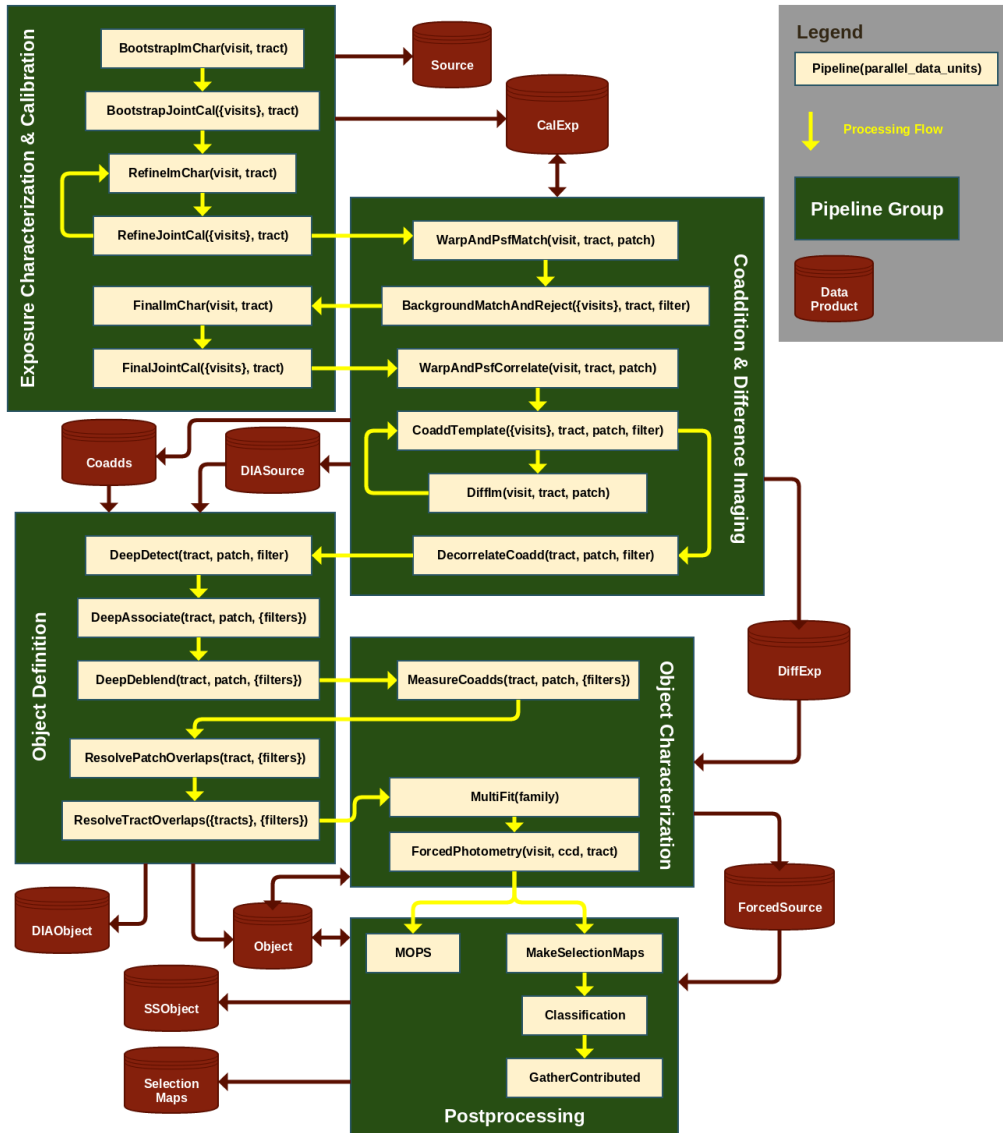 Exposure Characterization & Calibration
BootstrapImChar(visit, tract)
BootstrapJointCal({visits}, tract)
RefineImChar(visit, tract)
RefineJointCal({visits}, tract)
FinalImChar(visit, tract)
FinalJointCal({visits}, tract)
Source
CalExp
Legend
Pipeline(parallel_data_units)
Processing Flow
Pipeline Group
Data
Product
Coaddition & Difference Imaging
WarpAndPsfMatch(visit, tract, patch)
BackgroundMatchAndReject({visits}, tract, filter)
WarpAndPsfCorrelate(visit, tract, patch)
CoaddTemplate({visits}, tract, patch, filter)
DiffIm(visit, tract, patch)
DecorrelateCoadd(tract, patch, filter)
Coadds
DIASource
Object Definition
DeepDetect(tract, patch, filter)
DeepAssociate(tract, patch, {filters})
DeepDeblend(tract, patch, {filters})
ResolvePatchOverlaps(tract, {filters})
ResolveTractOverlaps({tracts}, {filters})
Object Characterization
MeasureCoadds(tract, patch, {filters})
MultiFit(family)
ForcedPhotometry(visit, ccd, tract)
DiffExp
ForcedSource
DIAObject
Object
SSObject
Selection
Maps
MOPS
MakeSelectionMaps
Classification
GatherContributed
Postprocessing